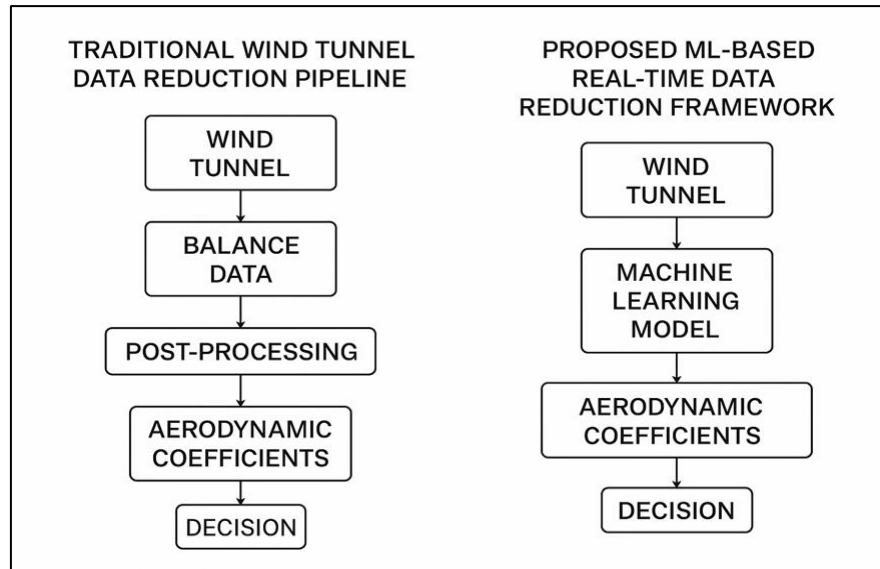 TRADITIONAL WIND TUNNEL
DATA REDUCTION PIPELINE
WIND
TUNNEL
BALANCE
DATA
POST-PROCESSING
AERODYNAMIC
COEFFICIENTS
DECISION
PROPOSED ML-BASED
REAL-TIME DATA
REDUCTION FRAMEWORK
WIND
TUNNEL
MACHINE
LEARNING
MODEL
AERODYNAMIC
COEFFICIENTS
DECISION